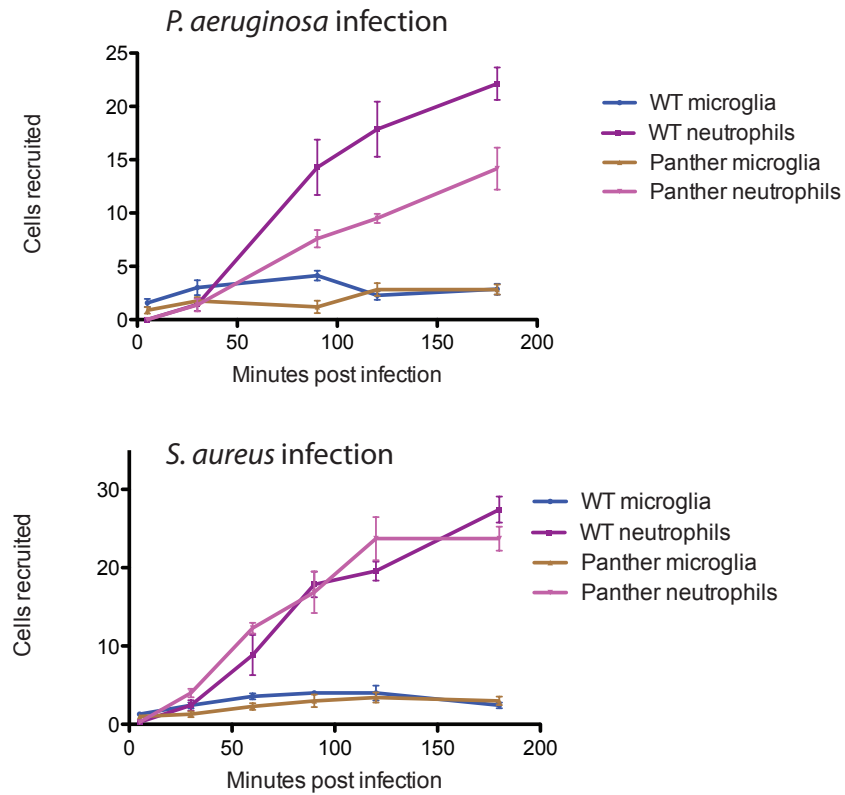 P. aeruginosa infection
25
20
15
10
5
0
Cells recruited
0 50 100 150 200
Minutes post infection
WT microglia
WT neutrophils
Panther microglia
Panther neutrophils
S. aureus infection
30
20
10
0
Cells recruited
0 50 100 150 200
Minutes post infection
WT microglia
WT neutrophils
Panther microglia
Panther neutrophils